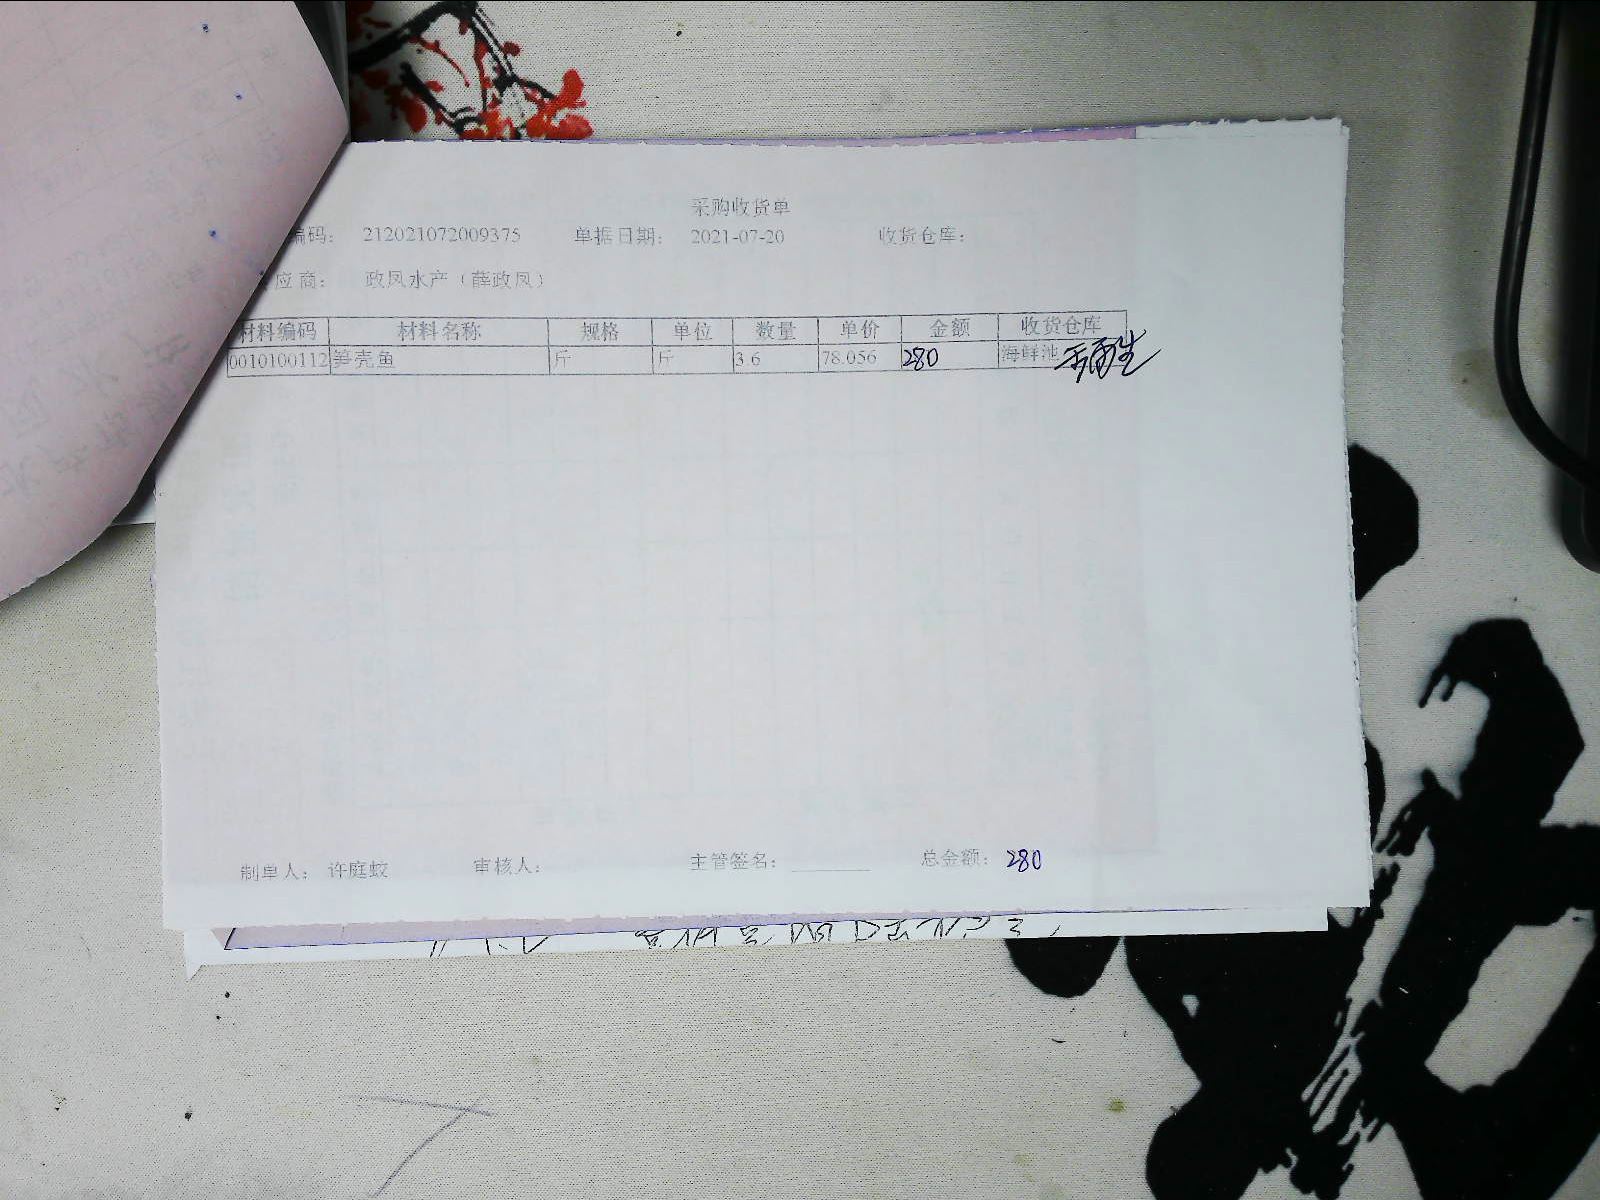 采购收货单
编码： 212021072009375 单据日期： 2021-07-20 收货仓库：
应商： 政凤水产（薛政凤）
材料编码 材料名称 规格 单位 数量 单价 金额 收货仓库
0010100112 笋壳鱼 斤 斤 3.6 78.056 280 海鲜池
制单人： 许庭蛟 审核人： 主管签名： 总金额： 280